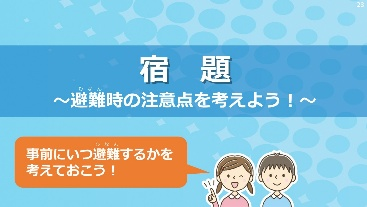 23
宿　題
～避難時の注意点を考えよう！～
事前にいつ避難するかを
考えておこう！